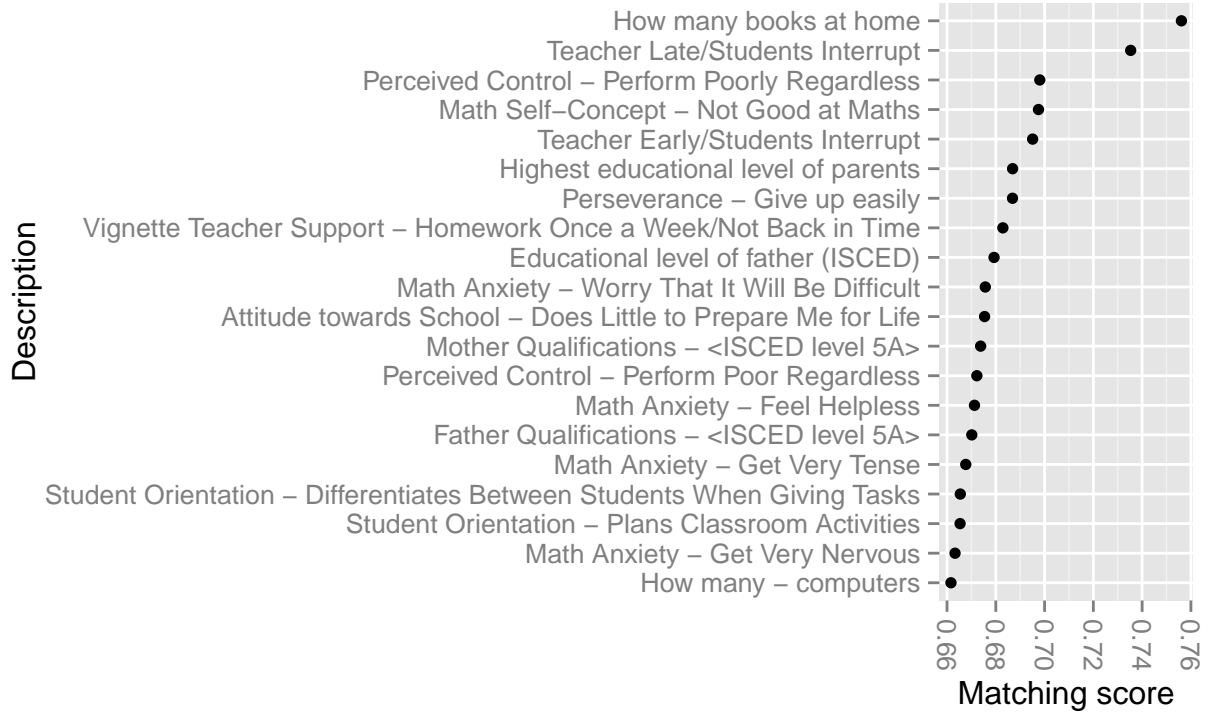 How many books at home
Teacher Late/Students Interrupt
Perceived Control − Perform Poorly Regardless
Math Self−Concept − Not Good at Maths
Teacher Early/Students Interrupt
Highest educational level of parents
Perseverance − Give up easily
Vignette Teacher Support − Homework Once a Week/Not Back in Time
Educational level of father (ISCED)
Math Anxiety − Worry That It Will Be Difficult
Attitude towards School − Does Little to Prepare Me for Life
Mother Qualifications − <ISCED level 5A>
Perceived Control − Perform Poor Regardless
Math Anxiety − Feel Helpless
Father Qualifications − <ISCED level 5A>
Math Anxiety − Get Very Tense
Student Orientation − Differentiates Between Students When Giving Tasks
Student Orientation − Plans Classroom Activities
Math Anxiety − Get Very Nervous
How many − computers
Description
0.66
0.68
0.70
0.72
0.74
0.76
Matching score